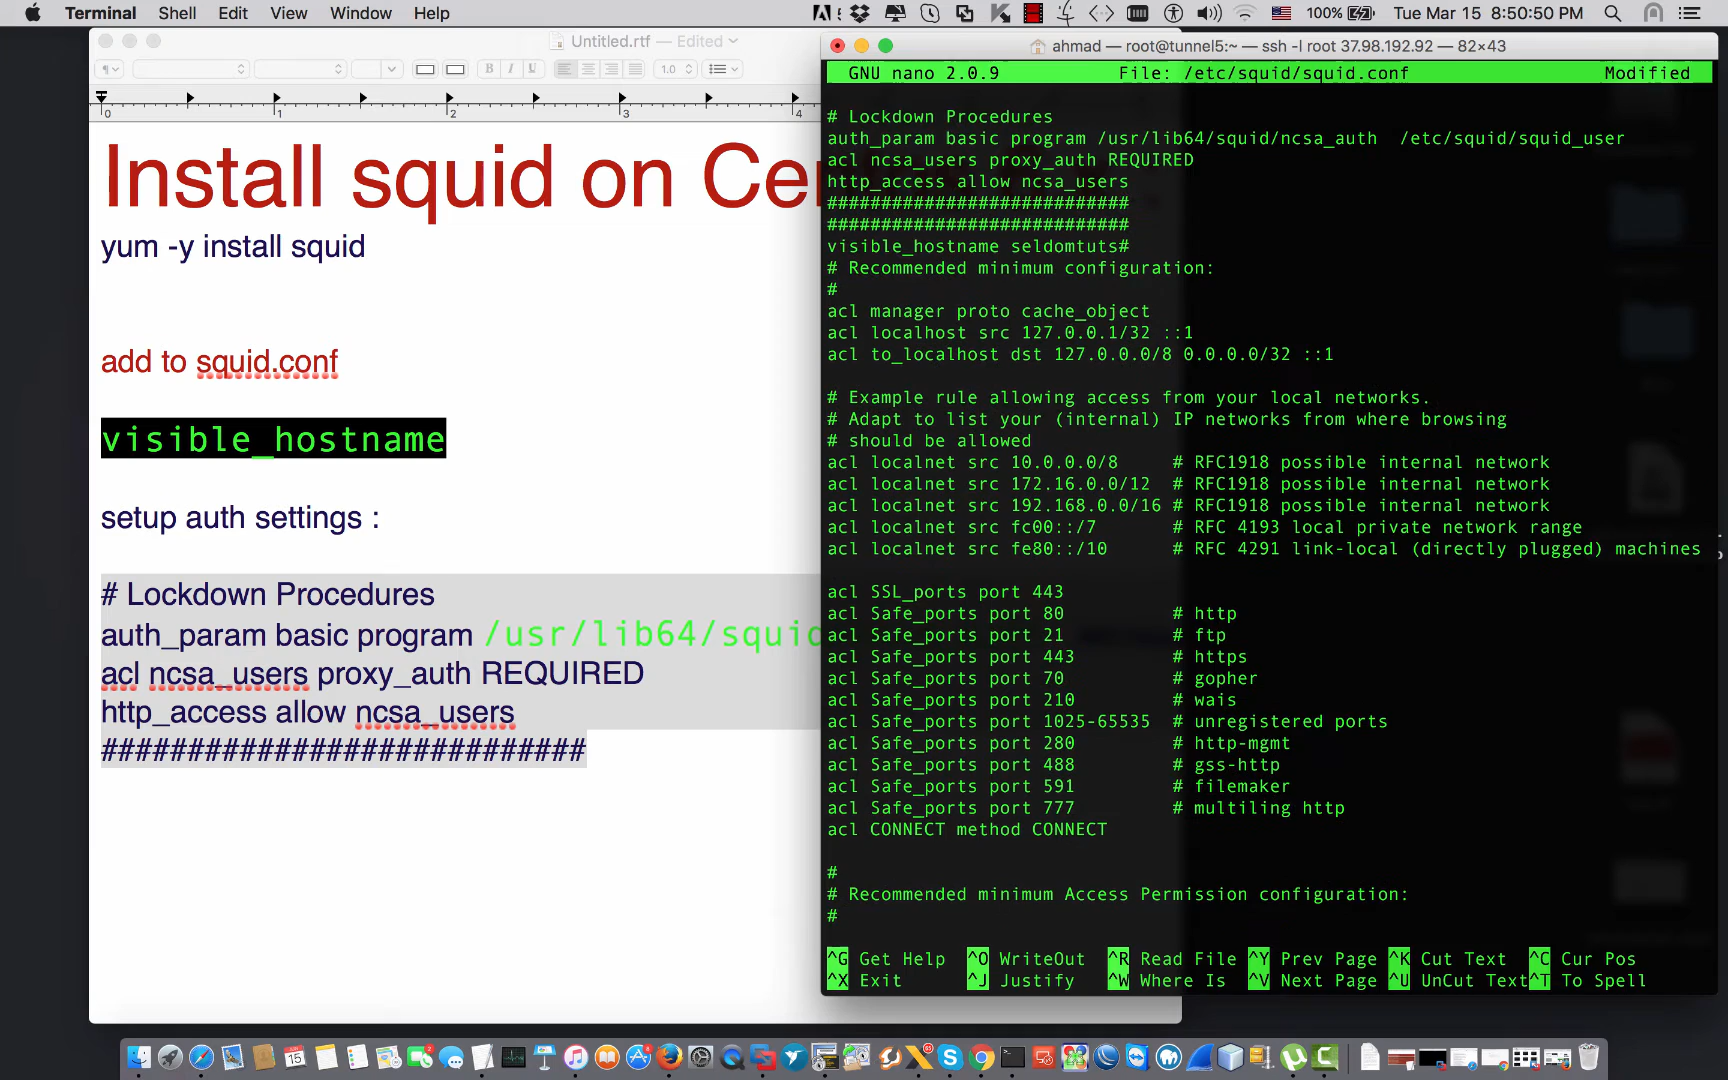 Terminal Shell Edit View Window Help
100% Tue Mar 15 8:50:50 PM
Untitled.rtf — Edited
B I U 1.0
0 1 2 3 4
Install squid on Ce
yum -y install squid
add to squid.conf
visible_hostname
setup auth settings :
# Lockdown Procedures
auth_param basic program /usr/lib64/squid
acl ncsa_users proxy_auth REQUIRED
http_access allow ncsa_users
############################
ahmad — root@tunnel5:~ — ssh -l root 37.98.192.92 — 82×43
GNU nano 2.0.9 File: /etc/squid/squid.conf Modified
# Lockdown Procedures
auth_param basic program /usr/lib64/squid/ncsa_auth /etc/squid/squid_user
acl ncsa_users proxy_auth REQUIRED
http_access allow ncsa_users
############################
############################
visible_hostname seldomtuts#
# Recommended minimum configuration:
#
acl manager proto cache_object
acl localhost src 127.0.0.1/32 ::1
acl to_localhost dst 127.0.0.0/8 0.0.0.0/32 ::1
# Example rule allowing access from your local networks.
# Adapt to list your (internal) IP networks from where browsing
# should be allowed
acl localnet src 10.0.0.0/8 # RFC1918 possible internal network
acl localnet src 172.16.0.0/12 # RFC1918 possible internal network
acl localnet src 192.168.0.0/16 # RFC1918 possible internal network
acl localnet src fc00::/7 # RFC 4193 local private network range
acl localnet src fe80::/10 # RFC 4291 link-local (directly plugged) machines
acl SSL_ports port 443
acl Safe_ports port 80 # http
acl Safe_ports port 21 # ftp
acl Safe_ports port 443 # https
acl Safe_ports port 70 # gopher
acl Safe_ports port 210 # wais
acl Safe_ports port 1025-65535 # unregistered ports
acl Safe_ports port 280 # http-mgmt
acl Safe_ports port 488 # gss-http
acl Safe_ports port 591 # filemaker
acl Safe_ports port 777 # multiling http
acl CONNECT method CONNECT
#
# Recommended minimum Access Permission configuration:
#
^G Get Help ^O WriteOut ^R Read File ^Y Prev Page ^K Cut Text ^C Cur Pos
^X Exit ^J Justify ^W Where Is ^V Next Page ^U UnCut Text ^T To Spell